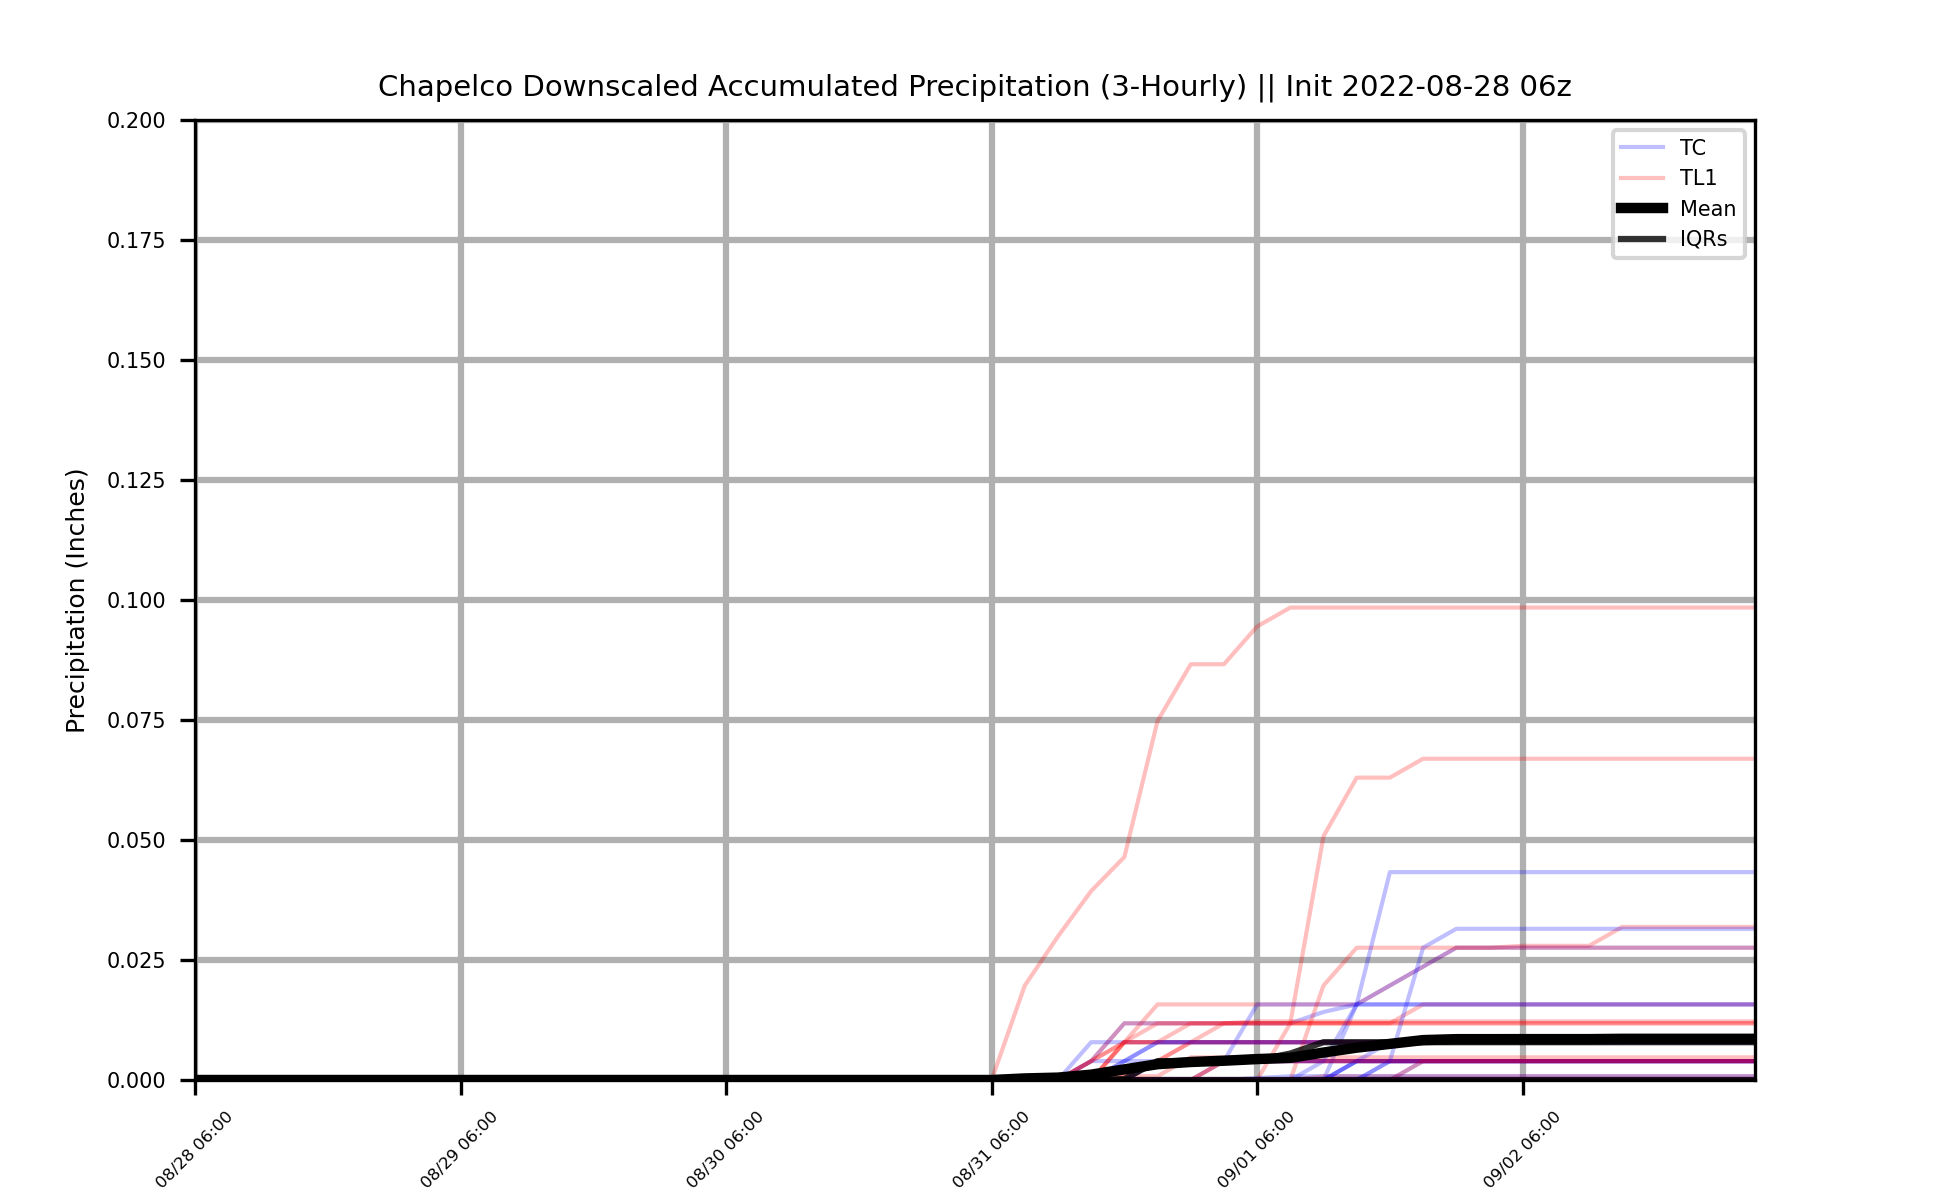 Chapelco Downscaled Accumulated Precipitation (3-Hourly) || Init 2022-08-28 06z
TC
TL1
Mean
IQRs
Precipitation (Inches)
0.200
0.175
0.150
0.125
0.100
0.075
0.050
0.025
0.000
08/28 06:00
08/29 06:00
08/30 06:00
08/31 06:00
09/01 06:00
09/02 06:00